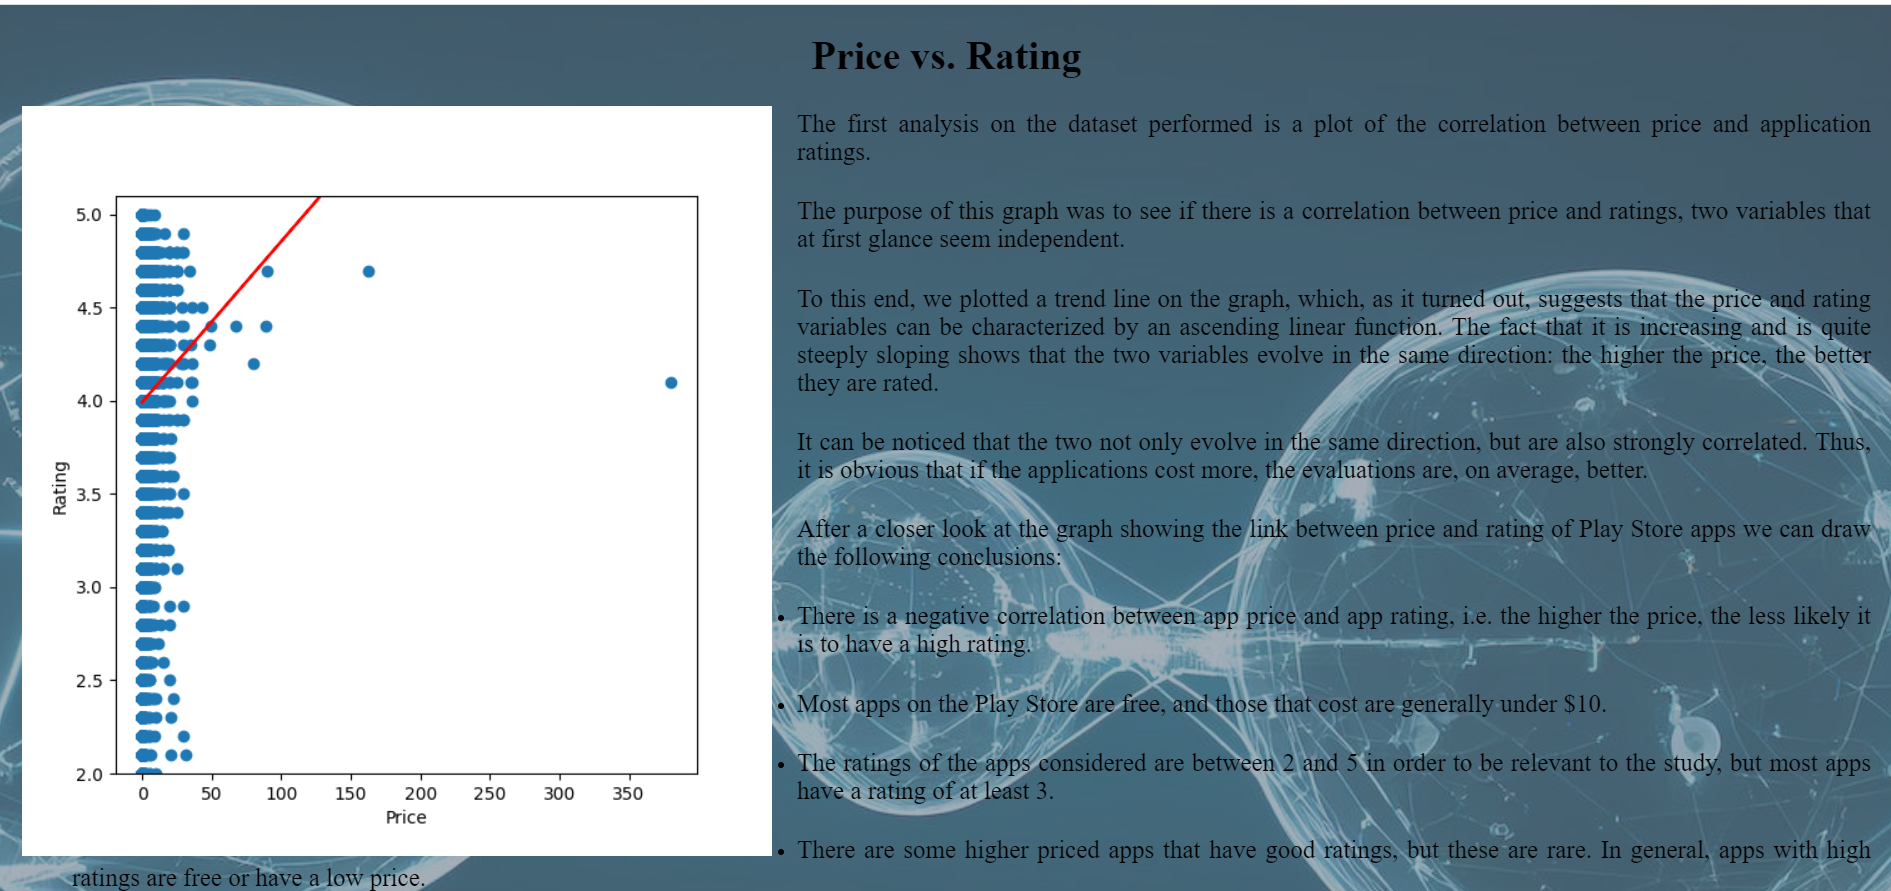 Price vs. Rating
The first analysis on the dataset performed is a plot of the correlation between price and application
ratings.
The purpose of this graph was to see if there is a correlation between price and ratings, two variables that
at first glance seem independent.
To this end, we plotted a trend line on the graph, which, as it turned out, suggests that the price and rating
variables can be characterized by an ascending linear function. The fact that it is increasing and is quite
steeply sloping shows that the two variables evolve in the same direction: the higher the price, the better
they are rated.
It can be noticed that the two not only evolve in the same direction, but are also strongly correlated. Thus,
it is obvious that if the applications cost more, the evaluations are, on average, better.
After a closer look at the graph showing the link between price and rating of Play Store apps we can draw
the following conclusions:
• There is a negative correlation between app price and app rating, i.e. the higher the price, the less likely it
is to have a high rating.
• Most apps on the Play Store are free, and those that cost are generally under $10.
• The ratings of the apps considered are between 2 and 5 in order to be relevant to the study, but most apps
have a rating of at least 3.
• There are some higher priced apps that have good ratings, but these are rare. In general, apps with high
ratings are free or have a low price.
5.0
4.5
4.0
3.5
3.0
2.5
2.0
Rating
0 50 100 150 200 250 300 350
Price